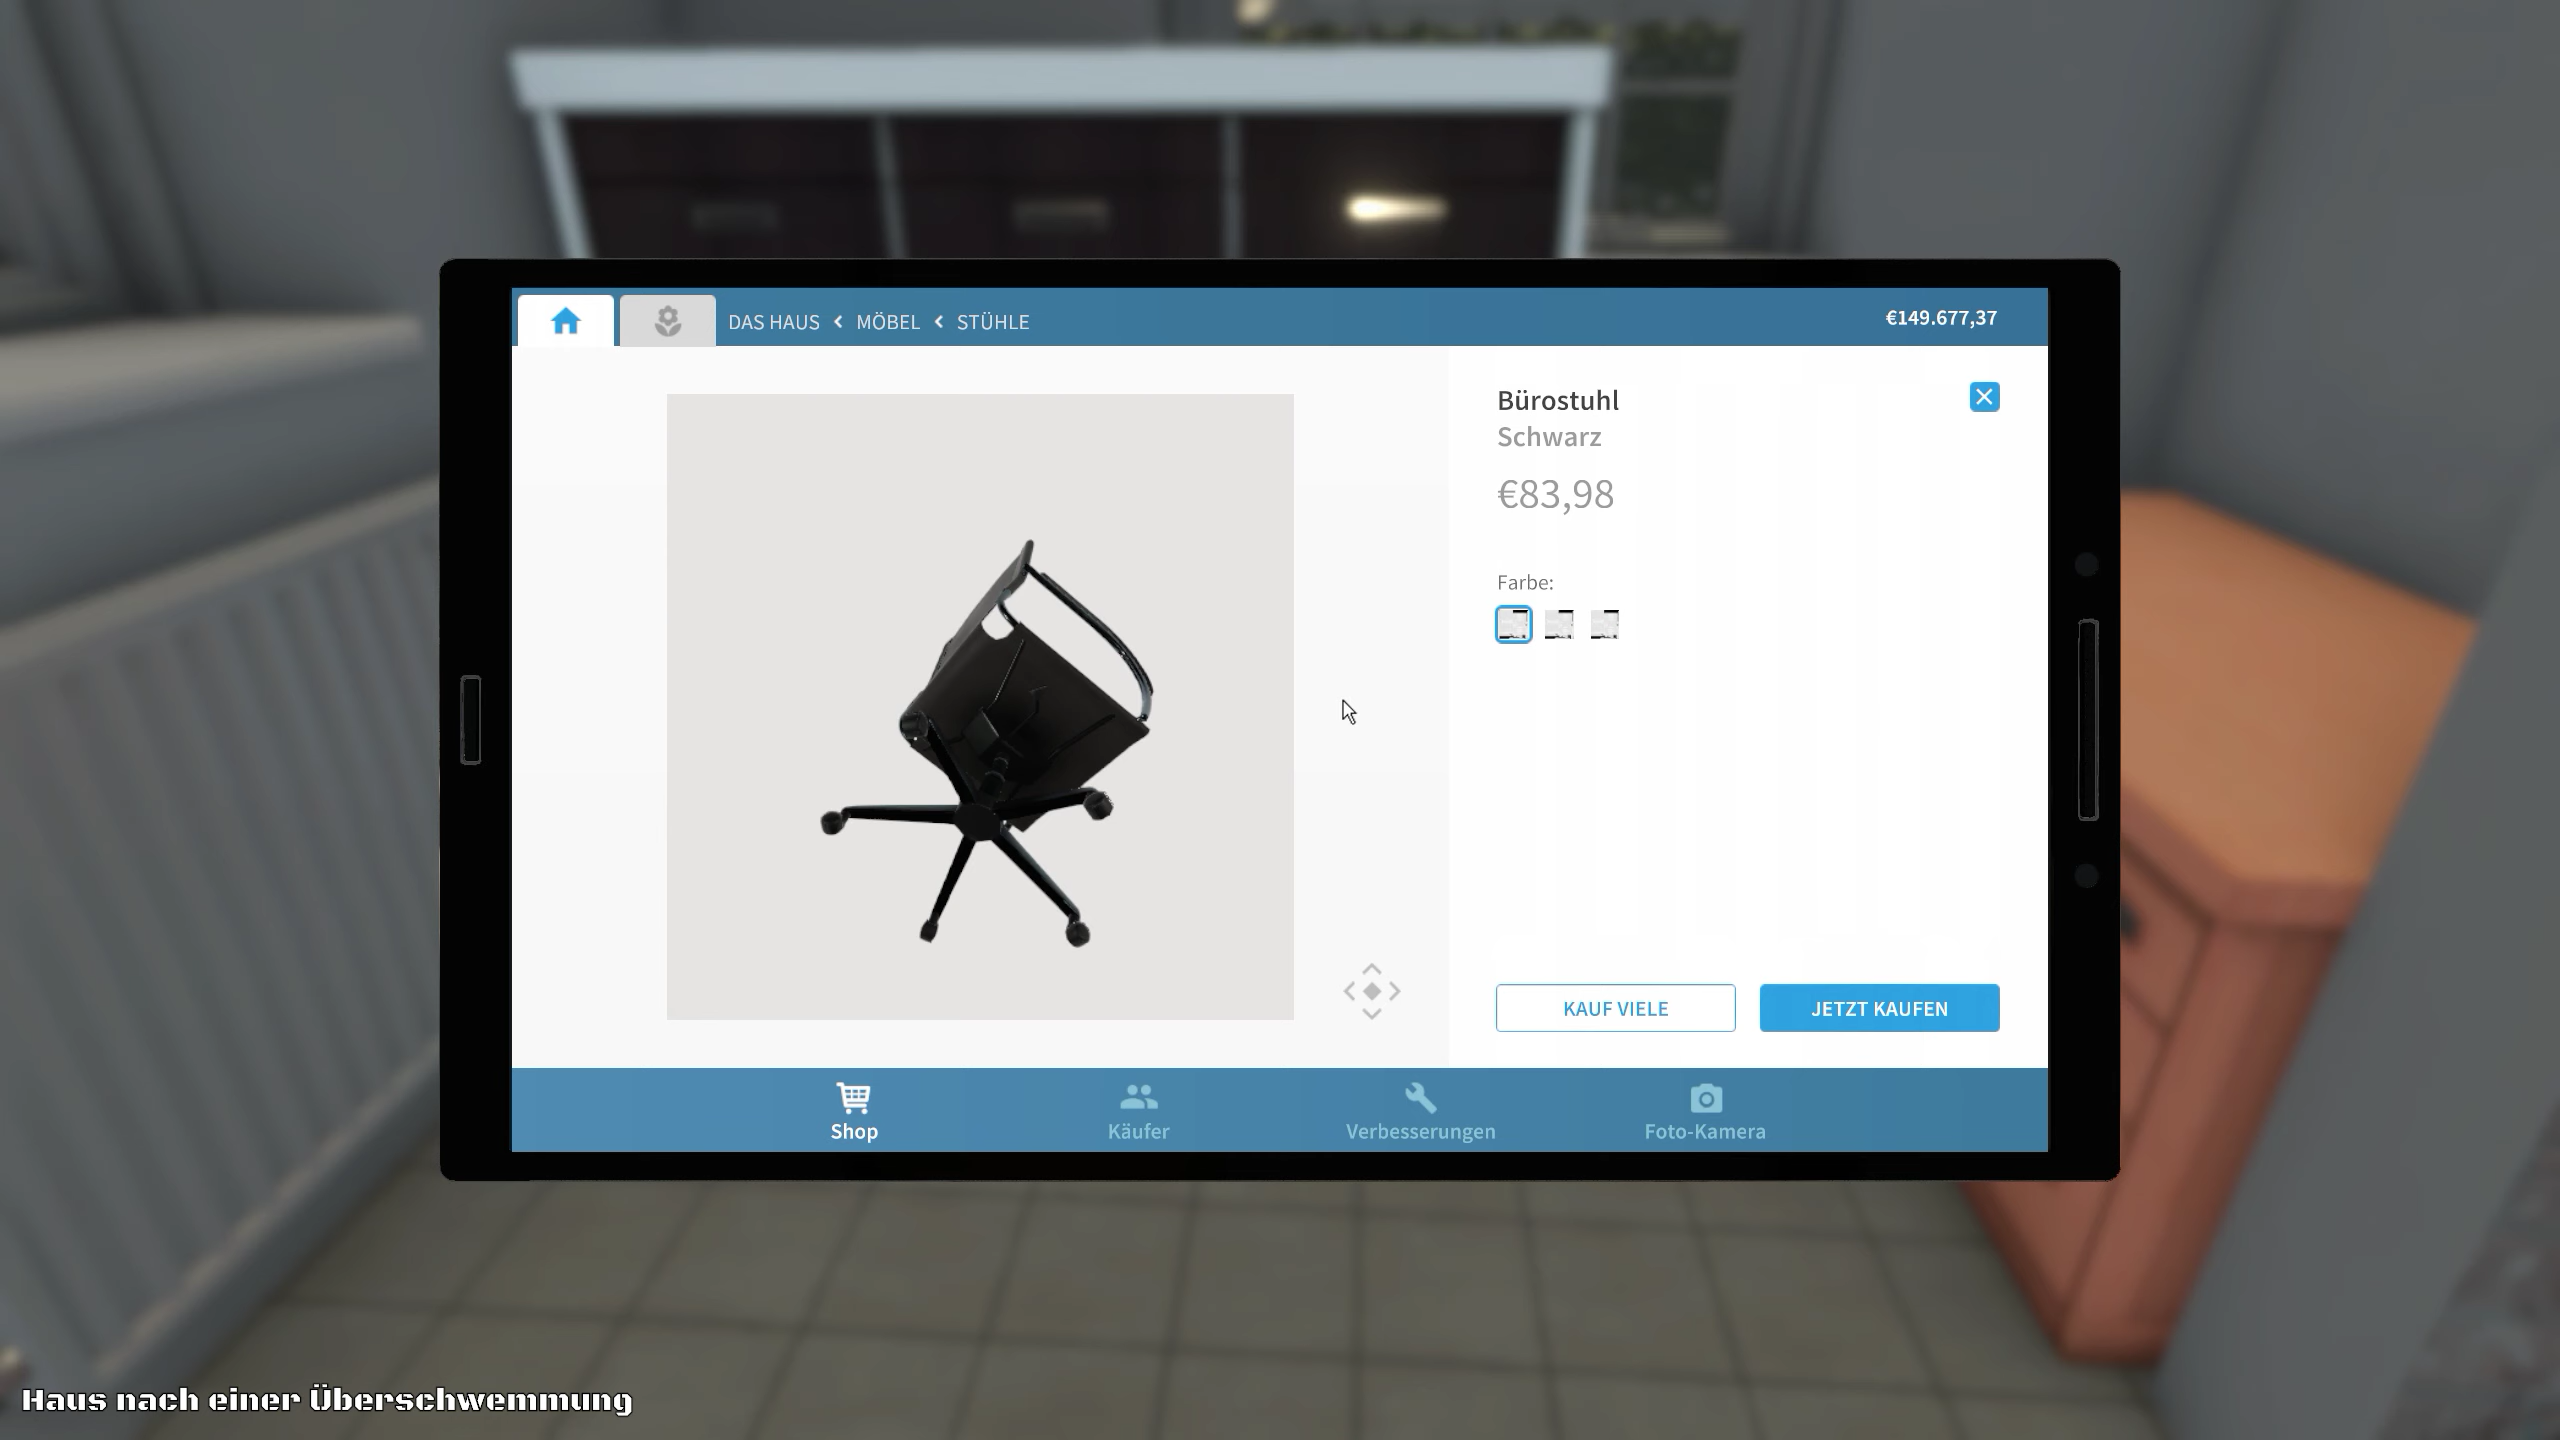 DAS HAUS < MÖBEL < STÜHLE
€149.677,37
Bürostuhl
Schwarz
€83,98
Farbe:
KAUF VIELE
JETZT KAUFEN
Shop
Käufer
Verbesserungen
Foto-Kamera
Haus nach einer Überschwemmung